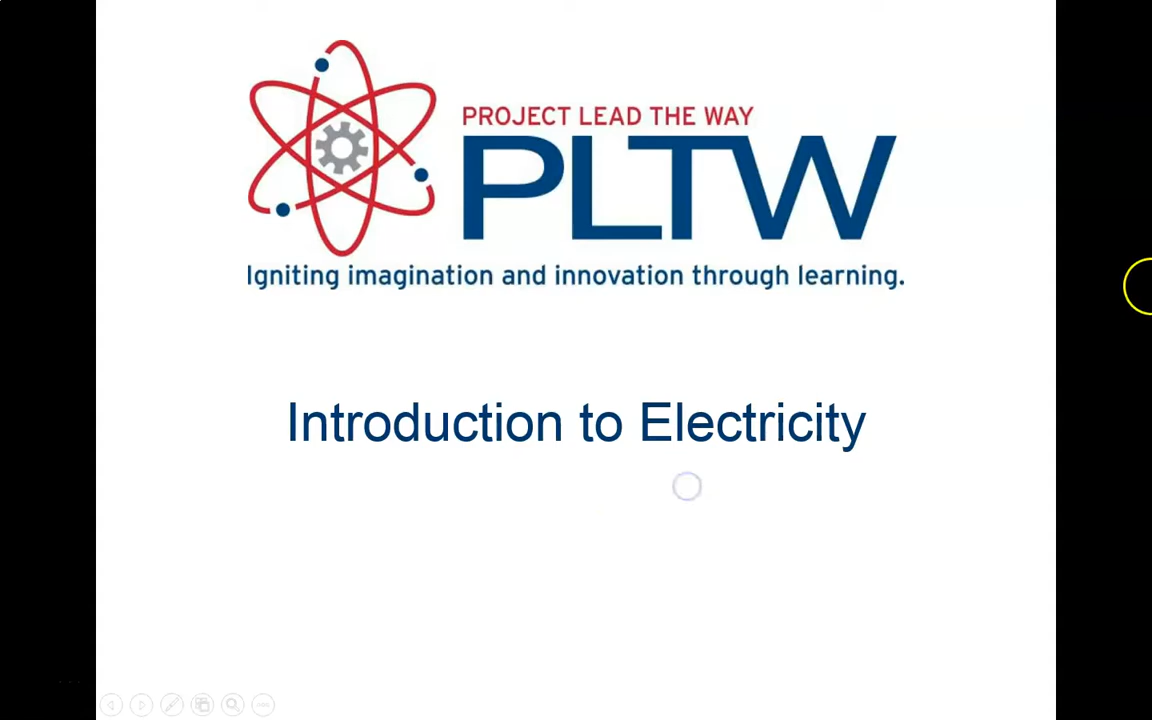 PROJECT LEAD THE WAY
PLTW
Igniting imagination and innovation through learning.
Introduction to Electricity